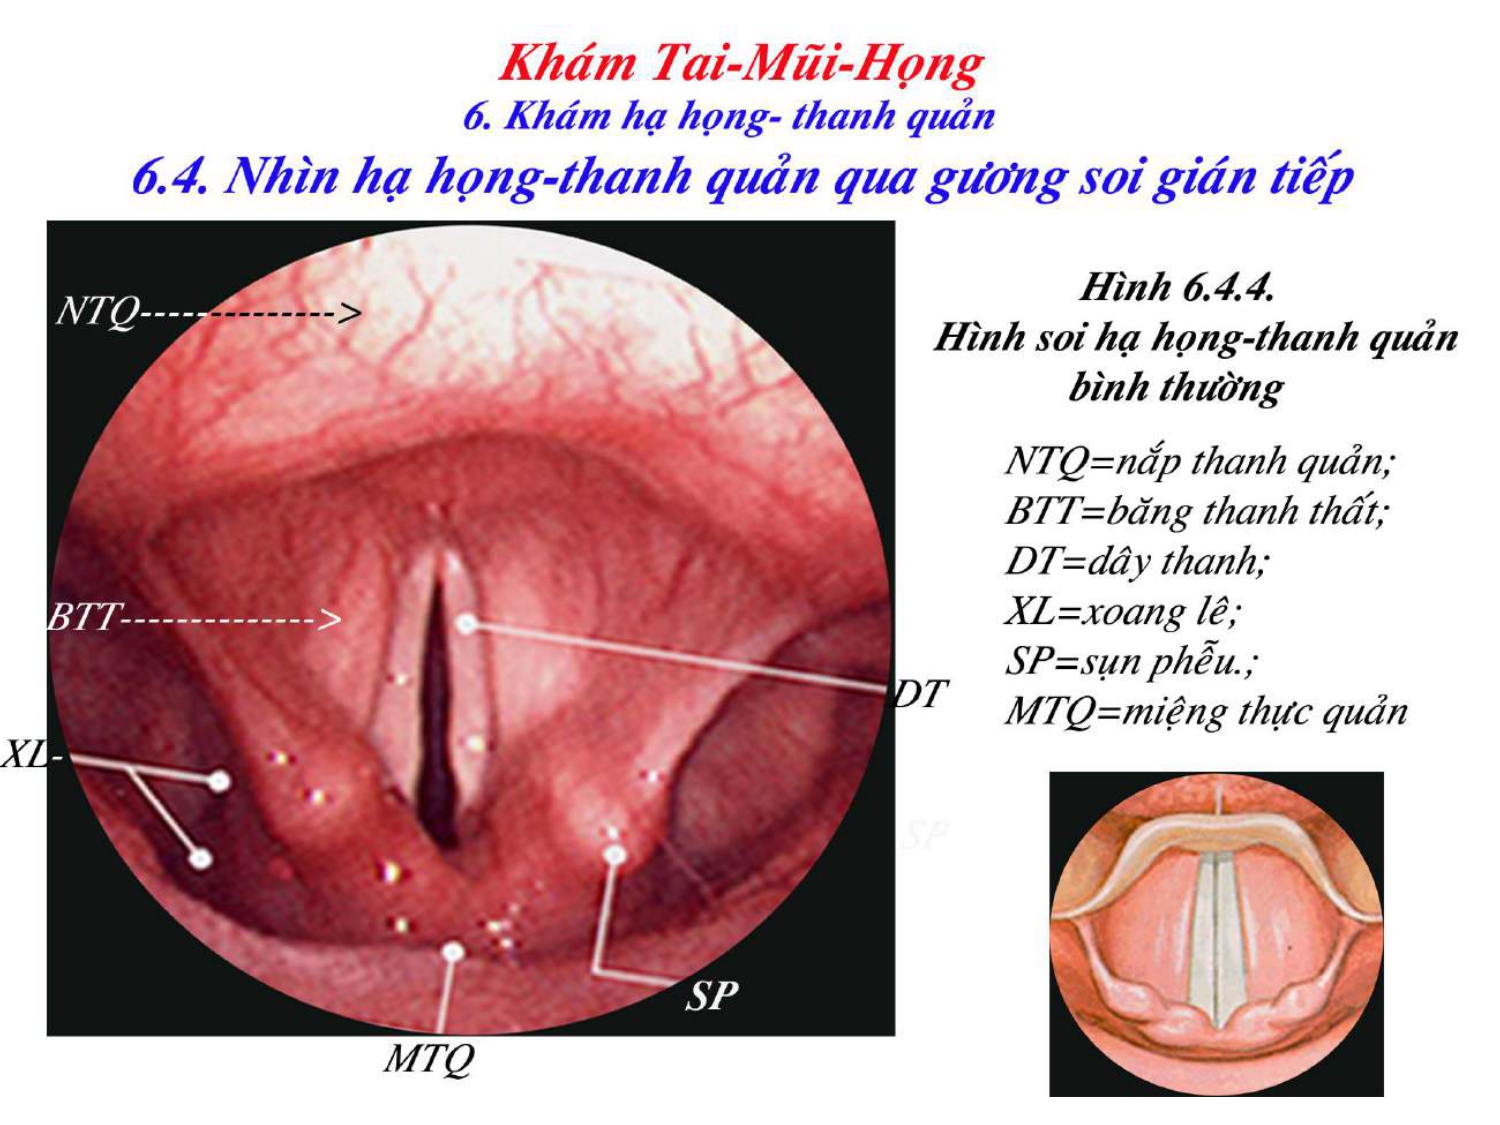 Khám Tai-Mũi-Họng
6. Khám hạ họng- thanh quản
6.4. Nhìn hạ họng-thanh quản qua gương soi gián tiếp
NTQ-------------->
BTT-------------->
XL-
DT
SP
SP
MTQ
Hình 6.4.4.
Hình soi hạ họng-thanh quản
bình thường
NTQ=nắp thanh quản;
BTT=băng thanh thất;
DT=dây thanh;
XL=xoang lê;
SP=sụn phễu.;
MTQ=miệng thực quản